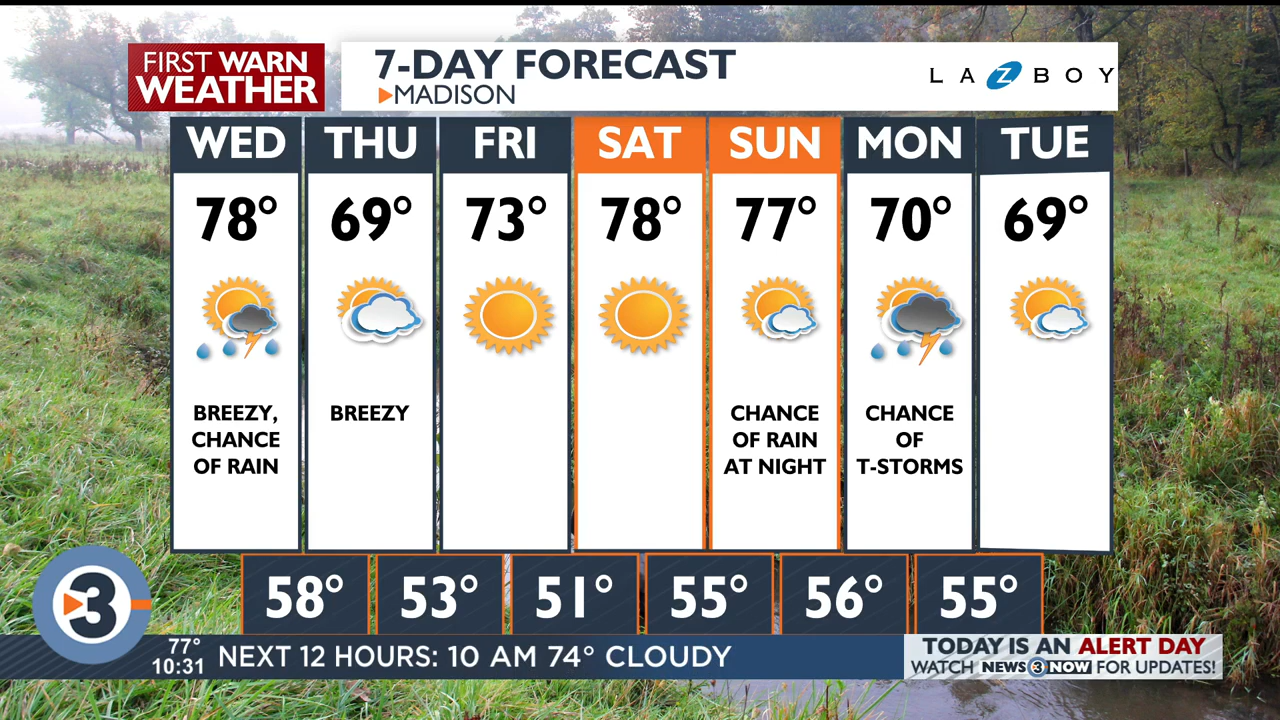 FIRST WARN
WEATHER
7-DAY FORECAST
MADISON
LA Z BOY
WED THU FRI SAT SUN MON TUE
78° 69° 73° 78° 77° 70° 69°
BREEZY,
CHANCE
OF RAIN
BREEZY
CHANCE
OF RAIN
AT NIGHT
CHANCE
OF
T-STORMS
58° 53° 51° 55° 56° 55°
3
77°
10:31
NEXT 12 HOURS: 10 AM 74° CLOUDY
TODAY IS AN ALERT DAY
WATCH NEWS 3 NOW FOR UPDATES!